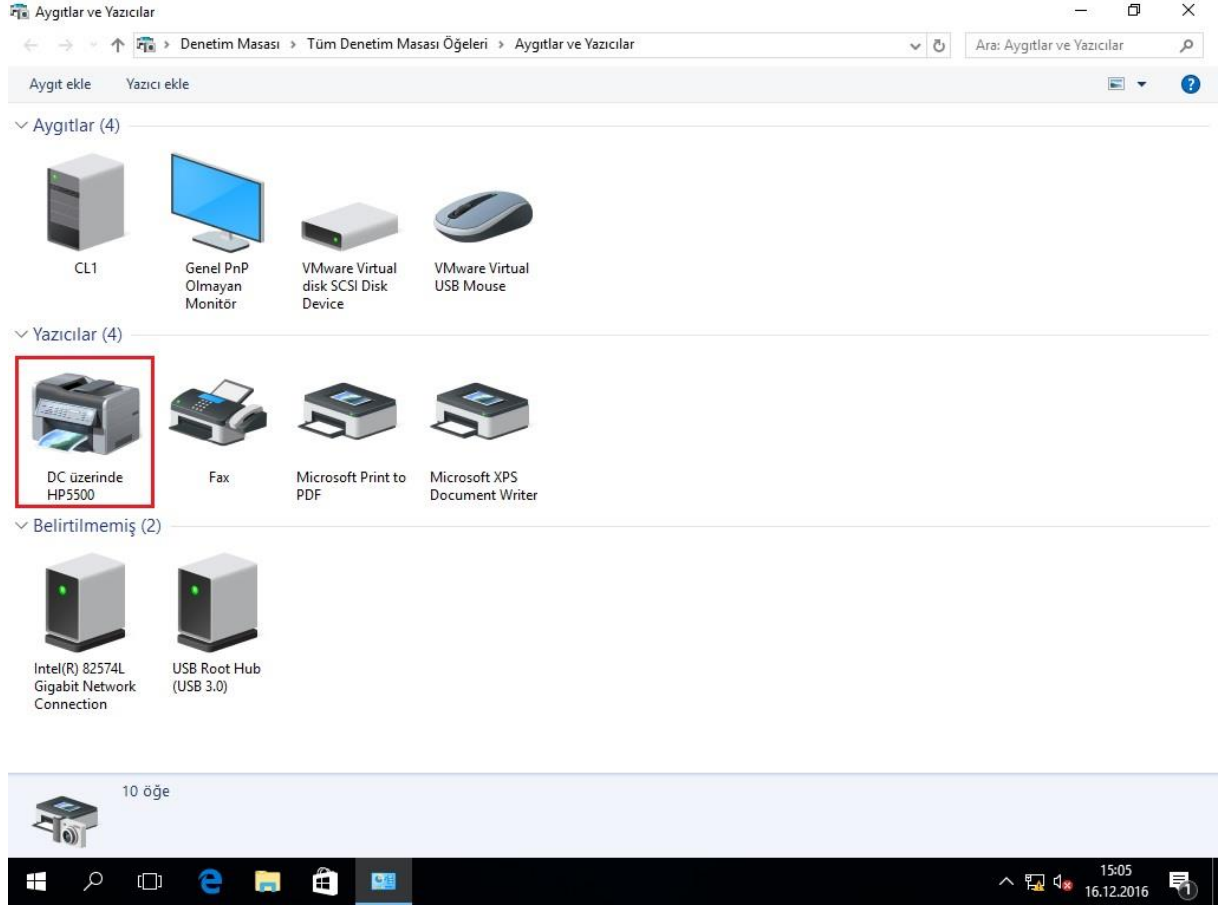 Aygıtlar ve Yazıcılar
Denetim Masası › Tüm Denetim Masası Öğeleri › Aygıtlar ve Yazıcılar
Ara: Aygıtlar ve Yazıcılar
Aygıt ekle Yazıcı ekle
Aygıtlar (4)
CL1
Genel PnP
Olmayan
Monitör
VMware Virtual
disk SCSI Disk
Device
VMware Virtual
USB Mouse
Yazıcılar (4)
DC üzerinde
HP5500
Fax
Microsoft Print to
PDF
Microsoft XPS
Document Writer
Belirtilmemiş (2)
Intel(R) 82574L
Gigabit Network
Connection
USB Root Hub
(USB 3.0)
10 öğe
15:05
16.12.2016
1